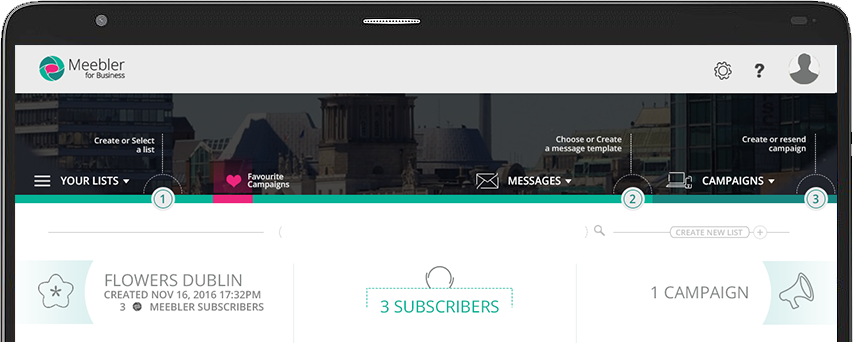 Meebler
for Business
?
Create or Select
a list
Choose or Create
a message template
Create or resend
campaign
YOUR LISTS
Favourite
Campaigns
MESSAGES
CAMPAIGNS
1
2
3
CREATE NEW LIST +
FLOWERS DUBLIN
CREATED NOV 16, 2016 17:32PM
3 MEEBLER SUBSCRIBERS
3 SUBSCRIBERS
1 CAMPAIGN